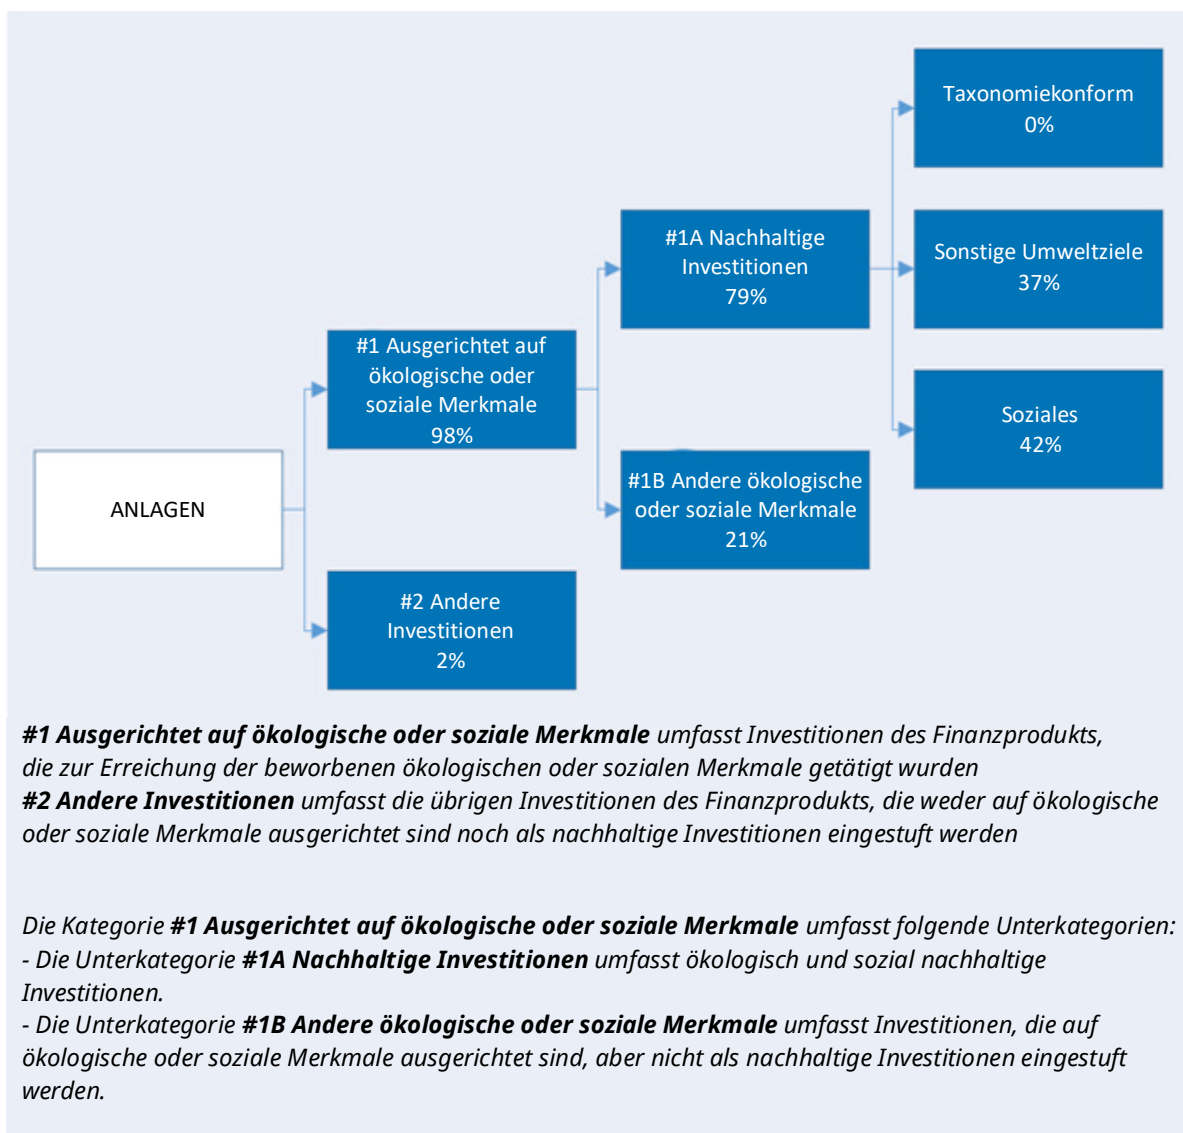 Taxonomiekonform
0%
#1A Nachhaltige
Investitionen
79%
Sonstige Umweltziele
37%
#1 Ausgerichtet auf
ökologische oder
soziale Merkmale
98%
Soziales
42%
ANLAGEN
#1B Andere ökologische
oder soziale Merkmale
21%
#2 Andere
Investitionen
2%
#1 Ausgerichtet auf ökologische oder soziale Merkmale umfasst Investitionen des Finanzprodukts,
die zur Erreichung der beworbenen ökologischen oder sozialen Merkmale getätigt wurden
#2 Andere Investitionen umfasst die übrigen Investitionen des Finanzprodukts, die weder auf ökologische
oder soziale Merkmale ausgerichtet sind noch als nachhaltige Investitionen eingestuft werden
Die Kategorie #1 Ausgerichtet auf ökologische oder soziale Merkmale umfasst folgende Unterkategorien:
- Die Unterkategorie #1A Nachhaltige Investitionen umfasst ökologisch und sozial nachhaltige
Investitionen.
- Die Unterkategorie #1B Andere ökologische oder soziale Merkmale umfasst Investitionen, die auf
ökologische oder soziale Merkmale ausgerichtet sind, aber nicht als nachhaltige Investitionen eingestuft
werden.